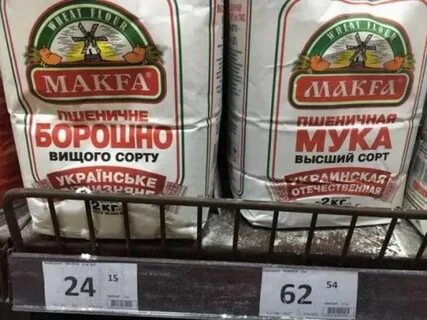 WHEAT FLOUR
MAKFA
ПШЕНИЧНЕ
БОРОШНО
ВИЩОГО СОРТУ
УКРАЇНСЬКЕ
2КГ
WHEAT FLOUR
MAKFA
ПШЕНИЧНАЯ
МУКА
ВЫСШИЙ СОРТ
УКРАИНСКАЯ
ОТЕЧЕСТВЕННАЯ
2КГ
24 15
62 54